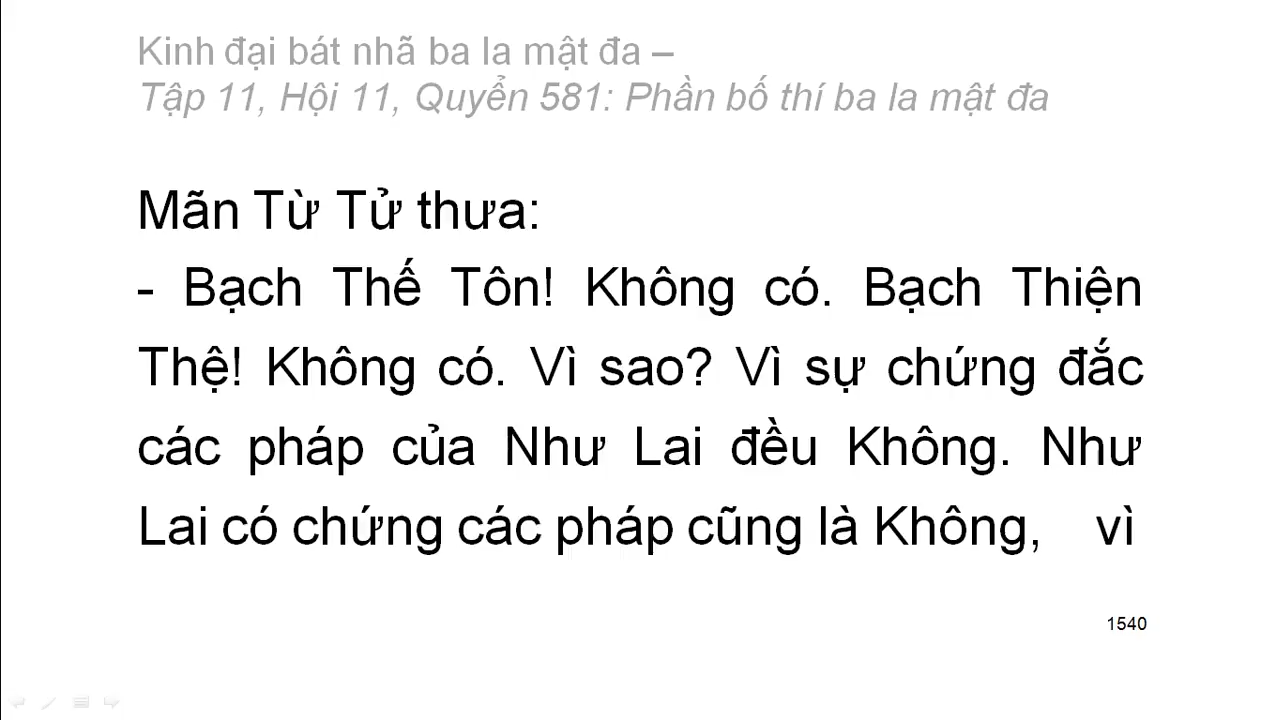 Kinh đại bát nhã ba la mật đa –
Tập 11, Hội 11, Quyển 581: Phần bố thí ba la mật đa
Mãn Từ Tử thưa:
- Bạch Thế Tôn! Không có. Bạch Thiện
Thệ! Không có. Vì sao? Vì sự chứng đắc
các pháp của Như Lai đều Không. Như
Lai có chứng các pháp cũng là Không, vì
1540